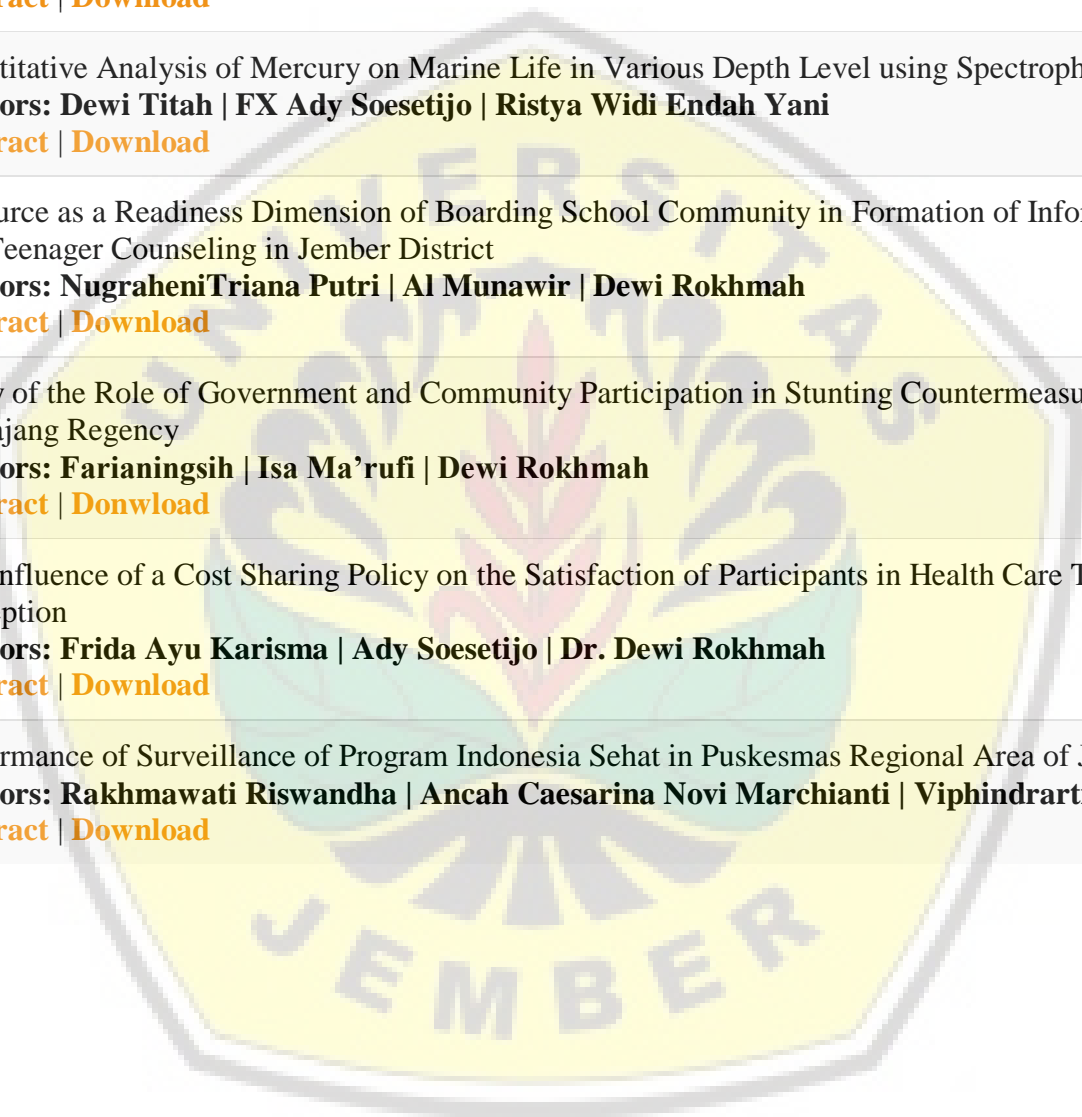 ract | Download
titative Analysis of Mercury on Marine Life in Various Depth Level using Spectroph
ors: Dewi Titah | FX Ady Soesetijo | Ristya Widi Endah Yani
ract | Download
urce as a Readiness Dimension of Boarding School Community in Formation of Infor
Teenager Counseling in Jember District
ors: NugraheniTriana Putri | Al Munawir | Dewi Rokhmah
ract | Download
y of the Role of Government and Community Participation in Stunting Countermeasu
ajang Regency
ors: Farianingsih | Isa Ma’rufi | Dewi Rokhmah
ract | Donwload
nfluence of a Cost Sharing Policy on the Satisfaction of Participants in Health Care T
ption
ors: Frida Ayu Karisma | Ady Soesetijo | Dr. Dewi Rokhmah
ract | Download
rmance of Surveillance of Program Indonesia Sehat in Puskesmas Regional Area of J
ors: Rakhmawati Riswandha | Ancah Caesarina Novi Marchianti | Viphindrart
ract | Download
UNIVERSITAS
JEMBER